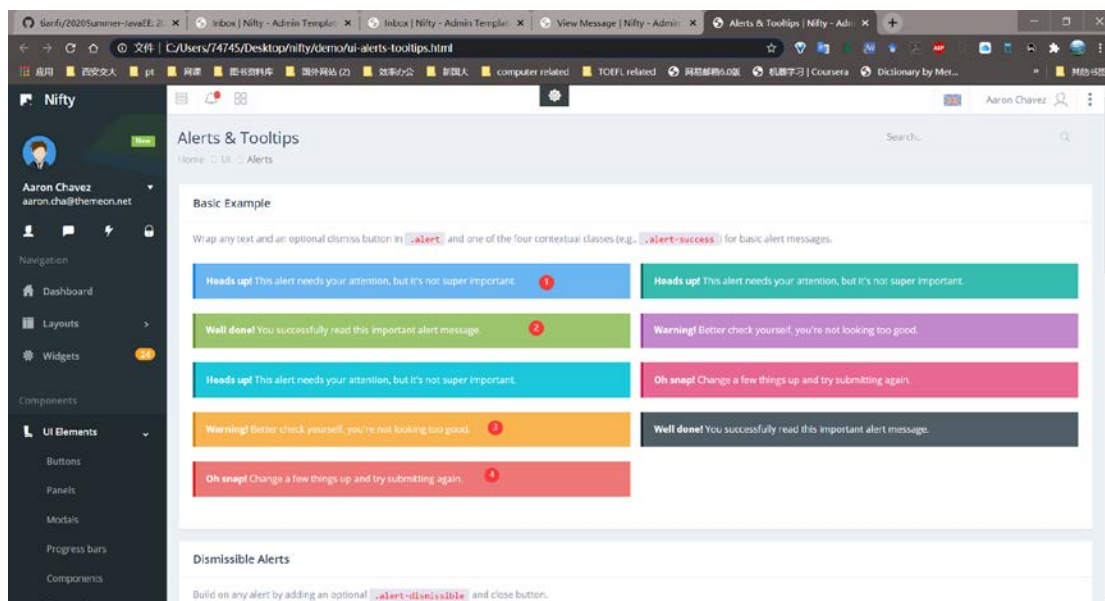 tianfr/2020Summer-JavaEE: 2
Inbox | Nifty - Admin Templat
Inbox | Nifty - Admin Templat
View Message | Nifty - Admin
Alerts & Tooltips | Nifty - Adm
文件 | C:/Users/74745/Desktop/nifty/demo/ui-alerts-tooltips.html
应用 西安交大 pt 网课 图书资料库 国外网站 (2) 效率办公 新国人 computer related TOEFL related 网易邮箱6.0版 机器学习 | Coursera Dictionary by Mer...
Nifty
Aaron Chavez
New
Alerts & Tooltips
Search..
Home UI Alerts
Aaron Chavez
aaron.cha@themeon.net
Basic Example
Wrap any text and an optional dismiss button in .alert and one of the four contextual classes (e.g., .alert-success ) for basic alert messages.
Navigation
Heads up! This alert needs your attention, but it's not super important. 1
Heads up! This alert needs your attention, but it's not super important.
Dashboard
Layouts
Well done! You successfully read this important alert message. 2
Warning! Better check yourself, you're not looking too good.
Widgets 24
Heads up! This alert needs your attention, but it's not super important.
Oh snap! Change a few things up and try submitting again.
Components
UI Elements
Warning! Better check yourself, you're not looking too good. 3
Well done! You successfully read this important alert message.
Buttons
Oh snap! Change a few things up and try submitting again. 4
Panels
Modals
Progress bars
Dismissible Alerts
Components
Build on any alert by adding an optional .alert-dismissible and close button.